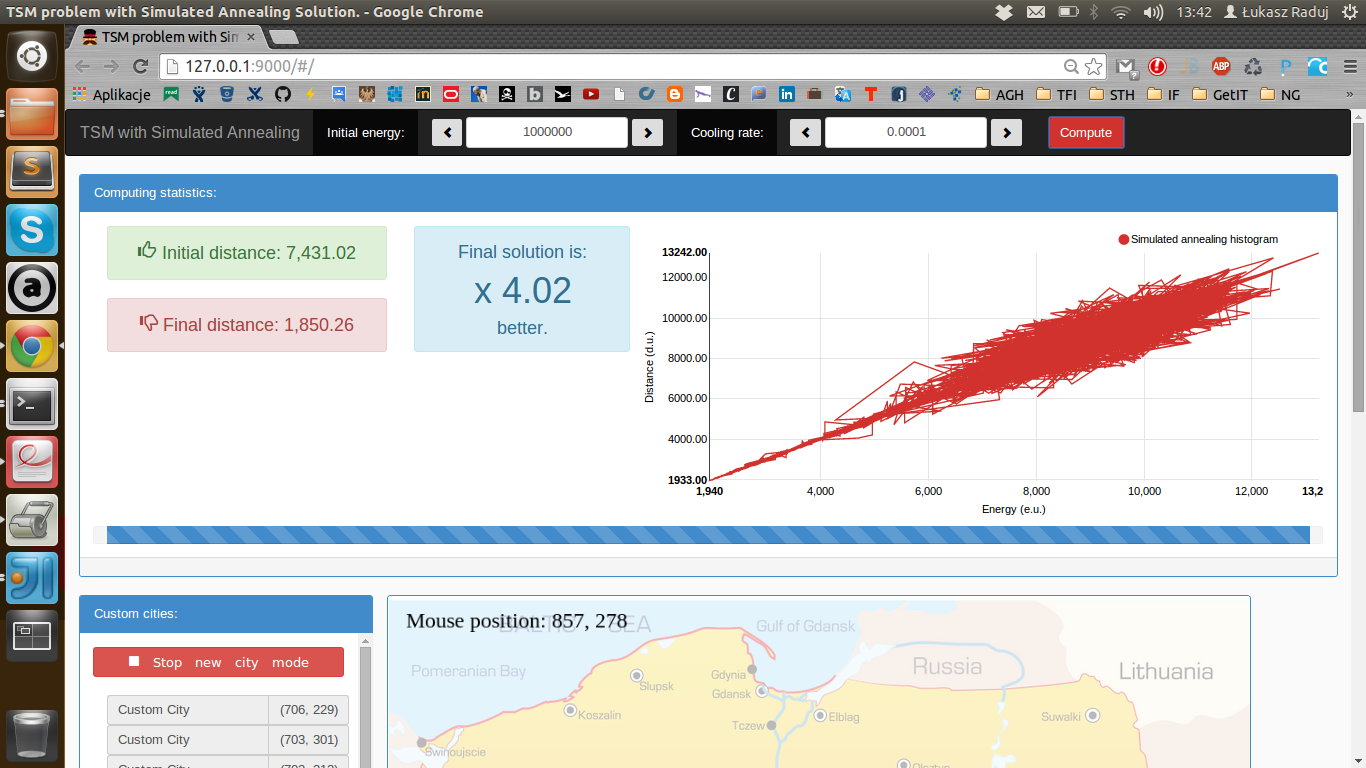 TSM problem with Simulated Annealing Solution. - Google Chrome
13:42 Łukasz Raduj
TSM problem with Sim
127.0.0.1:9000/#/
Aplikacje
AGH TFI STH IF GetIT NG »
TSM with Simulated Annealing Initial energy: 1000000 Cooling rate: 0.0001 Compute
Computing statistics:
Initial distance: 7,431.02
Final distance: 1,850.26
Final solution is:
x 4.02
better.
Simulated annealing histogram
13242.00
12000.00
10000.00
8000.00
6000.00
4000.00
1933.00
Distance (d.u.)
1,940 4,000 6,000 8,000 10,000 12,000 13,2
Energy (e.u.)
Custom cities:
Stop new city mode
Custom City (706, 229)
Custom City (703, 301)
Mouse position: 857, 278
BALTIC SEA
Gulf of Gdansk
Pomeranian Bay
Russia
Lithuania
Gdynia
Slupsk
Gdansk
Koszalin
Elblag
Suwalki
Tczew
Swinoujscie
Olsztyn